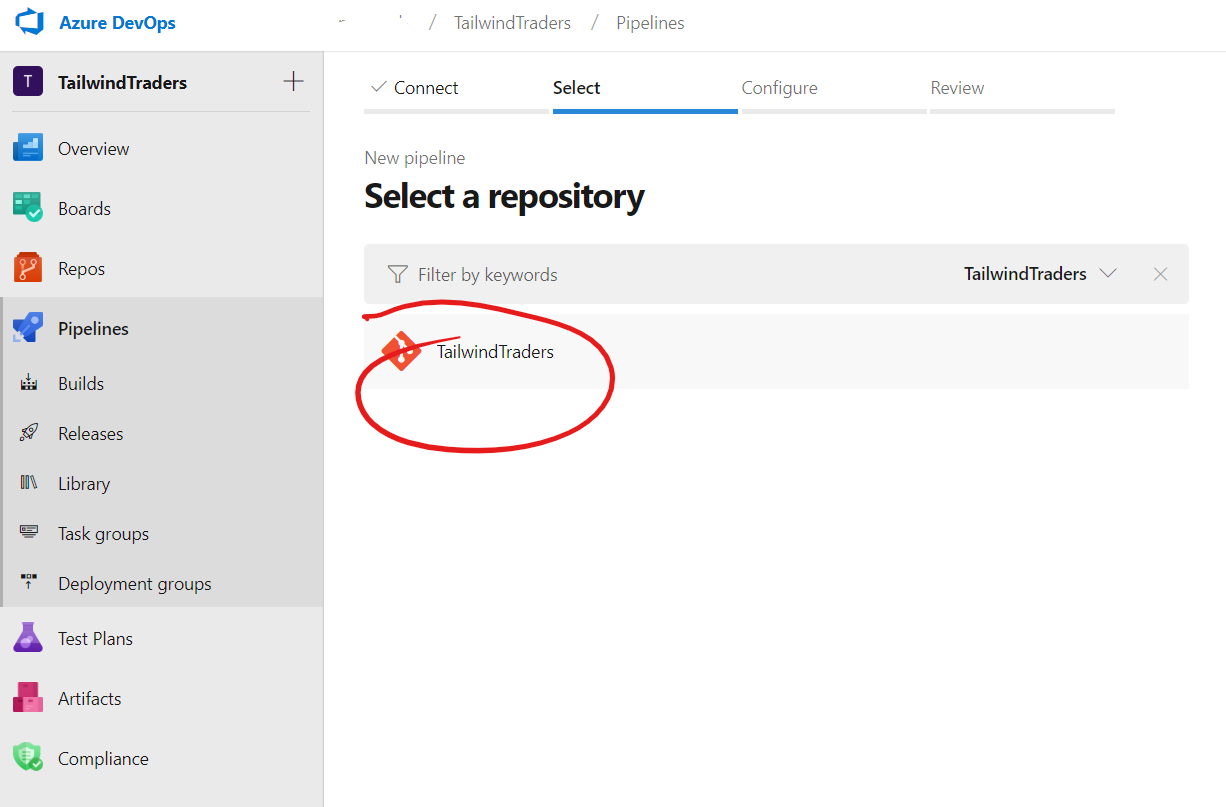 Azure DevOps / TailwindTraders / Pipelines
T TailwindTraders
Overview
Boards
Repos
Pipelines
Builds
Releases
Library
Task groups
Deployment groups
Test Plans
Artifacts
Compliance
Connect Select Configure Review
New pipeline
Select a repository
Filter by keywords TailwindTraders
TailwindTraders